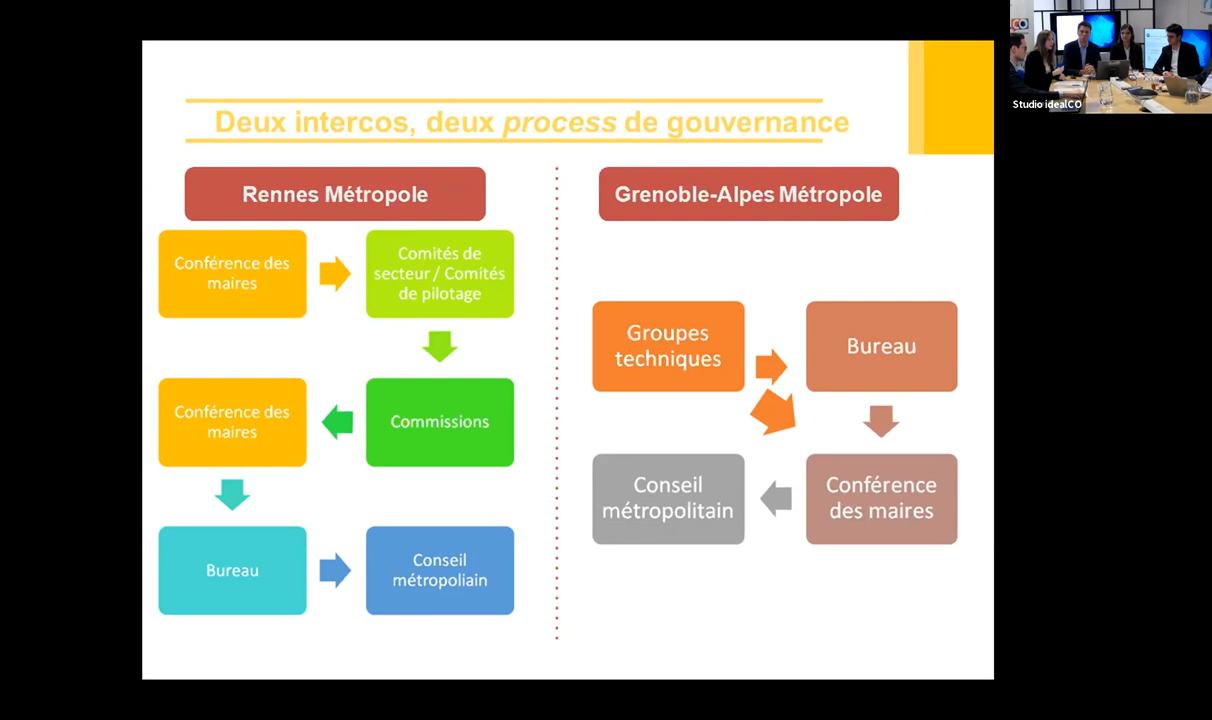 Deux intercos, deux process de gouvernance
Rennes Métropole
Conférence des
maires
Comités de
secteur / Comités
de pilotage
Conférence des
maires
Commissions
Bureau
Conseil
métropoliain
Grenoble-Alpes Métropole
Groupes
techniques
Bureau
Conseil
métropolitain
Conférence
des maires
Studio idealCO